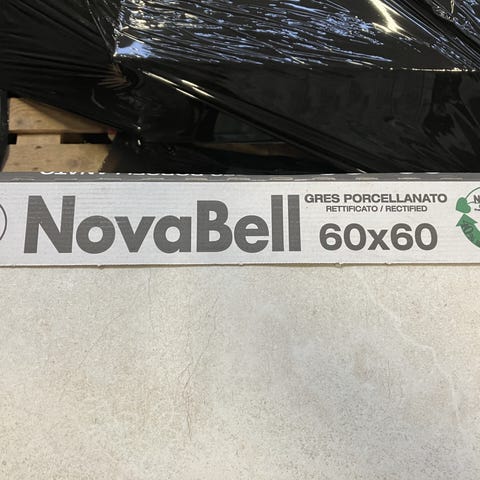 NovaBell
GRES PORCELLANATO
RETTIFICATO / RECTIFIED
60x60